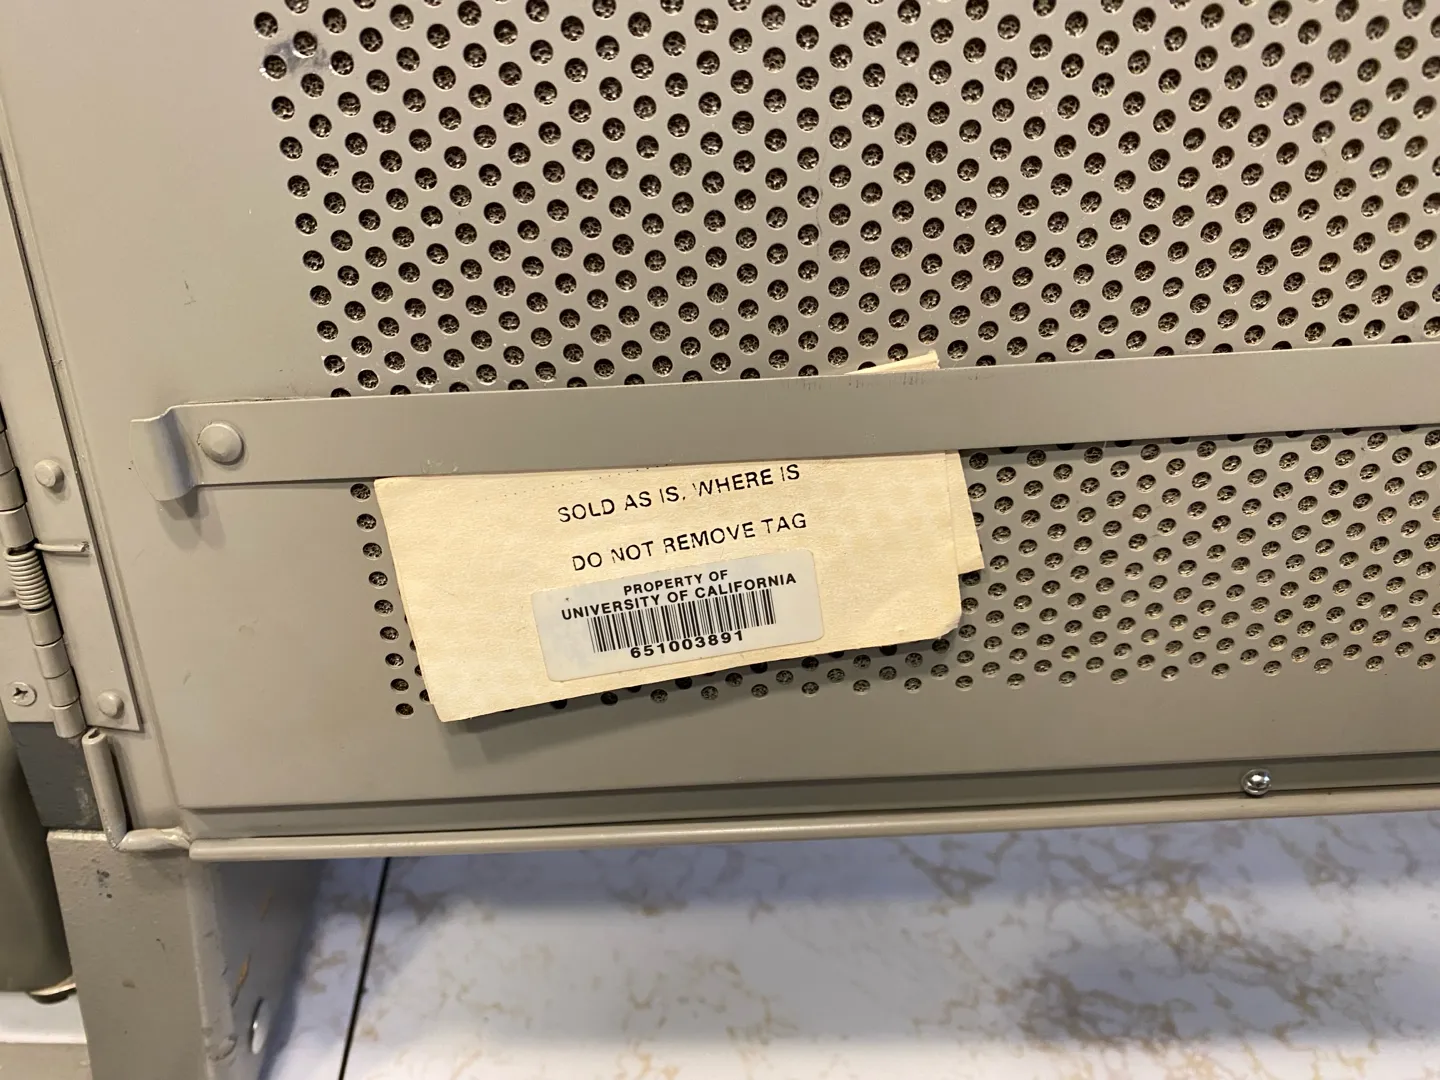 SOLD AS IS, WHERE IS
DO NOT REMOVE TAG
PROPERTY OF
UNIVERSITY OF CALIFORNIA
651003891